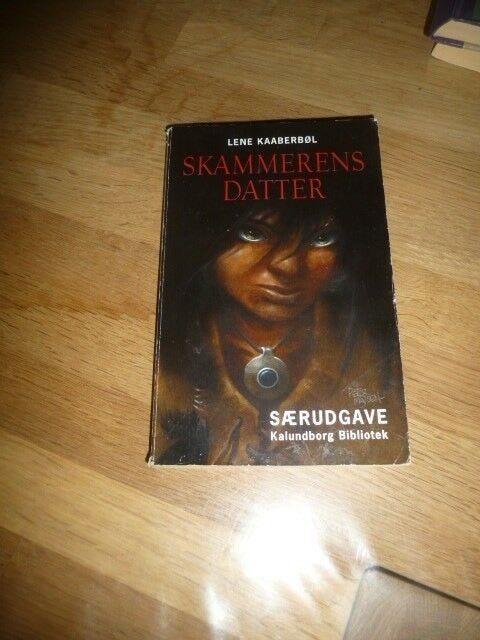 LENE KAABERBØL
SKAMMERENS
DATTER
SÆRUDGAVE
Kalundborg Bibliotek